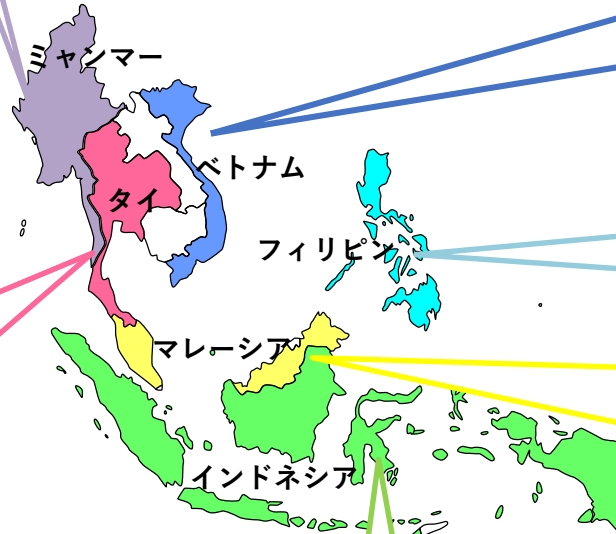 ミャンマー
ベトナム
タイ
フィリピン
マレーシア
インドネシア